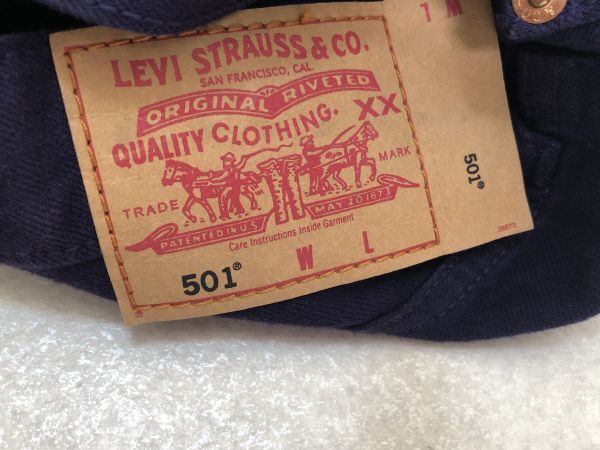 LEVI STRAUSS & CO.
SAN FRANCISCO, CAL.
ORIGINAL RIVETED
QUALITY CLOTHING. XX
TRADE MARK
PATENTED IN U.S. MAY 20 1873
Care Instructions Inside Garment
501® W L
®
501®